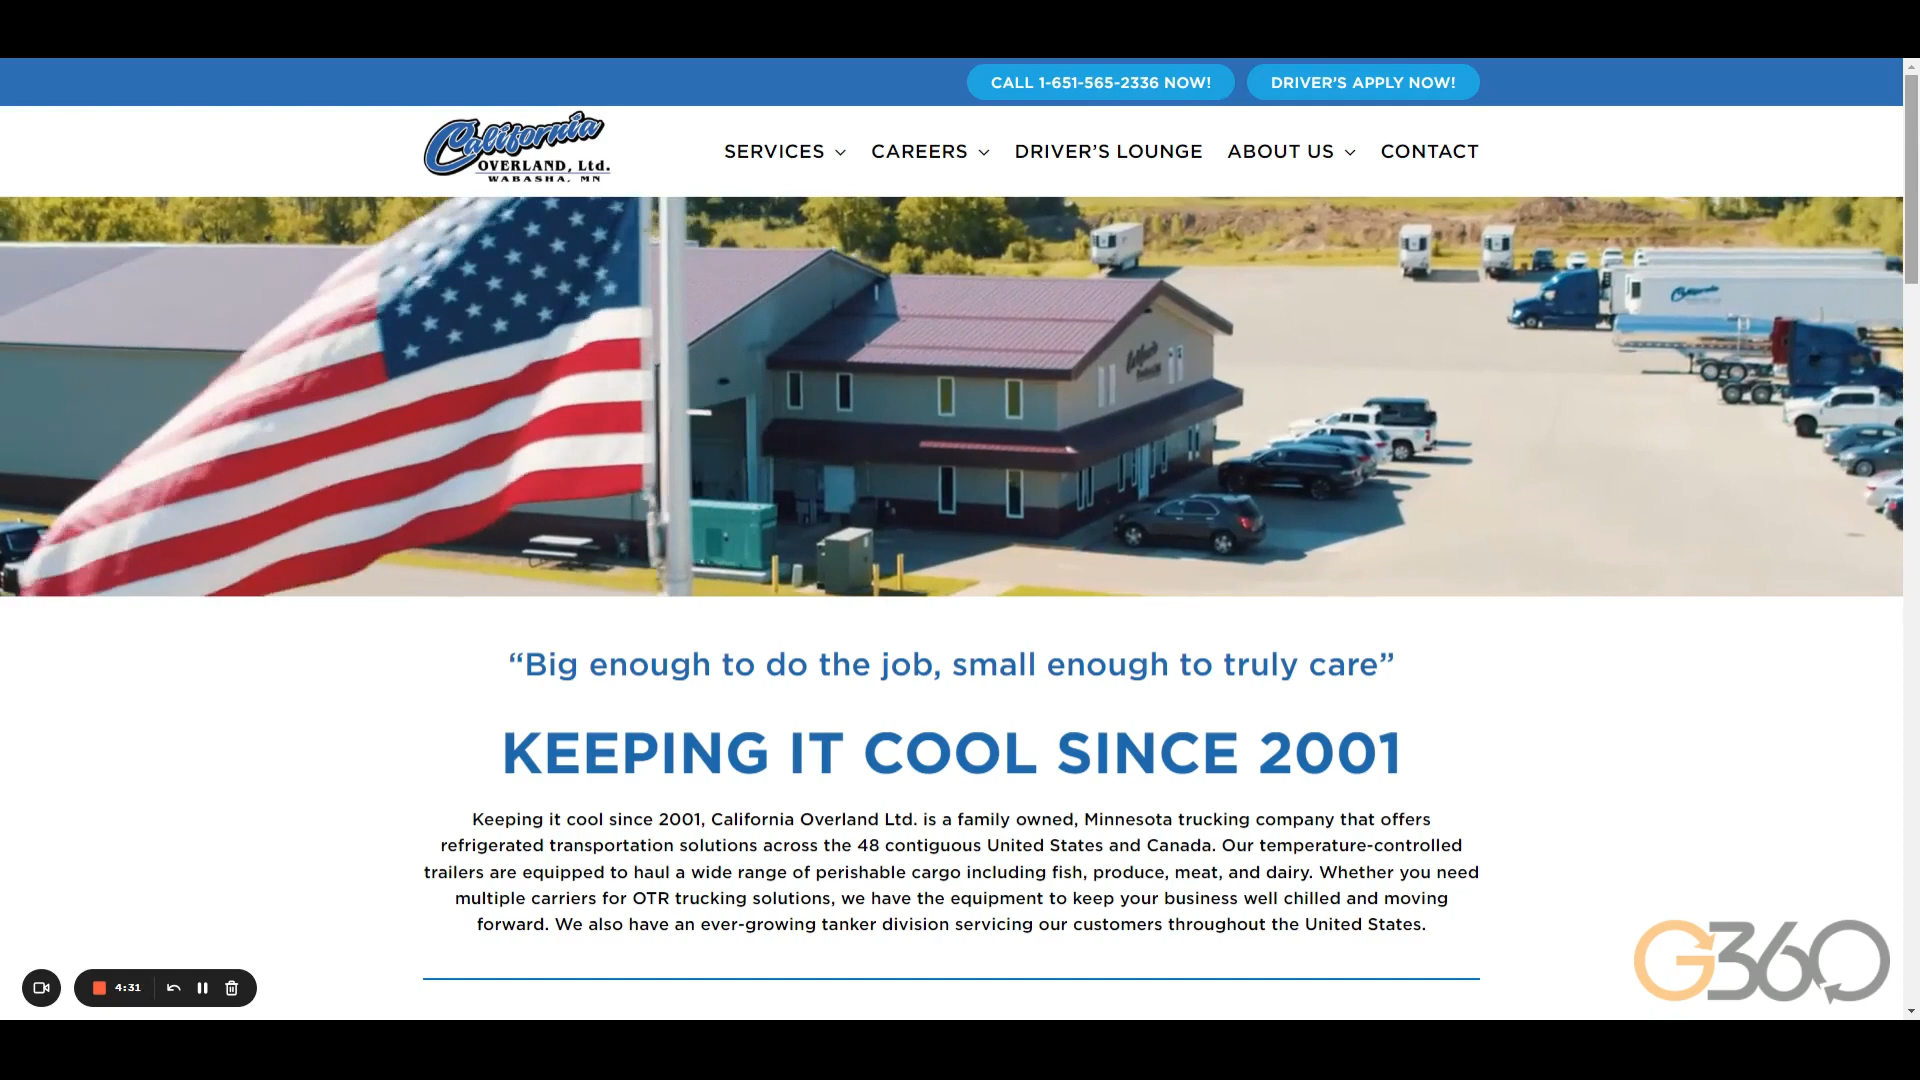 CALL 1-651-565-2336 NOW!
DRIVER'S APPLY NOW!
California
OVERLAND, Ltd.
WABASHA, MN
SERVICES
CAREERS
DRIVER'S LOUNGE
ABOUT US
CONTACT
California
“Big enough to do the job, small enough to truly care”
KEEPING IT COOL SINCE 2001
Keeping it cool since 2001, California Overland Ltd. is a family owned, Minnesota trucking company that offers
refrigerated transportation solutions across the 48 contiguous United States and Canada. Our temperature-controlled
trailers are equipped to haul a wide range of perishable cargo including fish, produce, meat, and dairy. Whether you need
multiple carriers for OTR trucking solutions, we have the equipment to keep your business well chilled and moving
forward. We also have an ever-growing tanker division servicing our customers throughout the United States.
4:31
G360